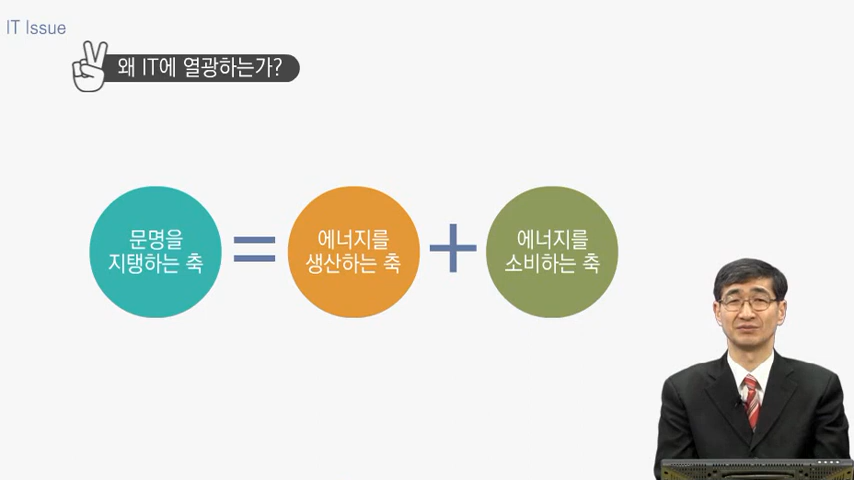 IT Issue
왜 IT에 열광하는가?
문명을
지탱하는 축
=
에너지를
생산하는 축
+
에너지를
소비하는 축